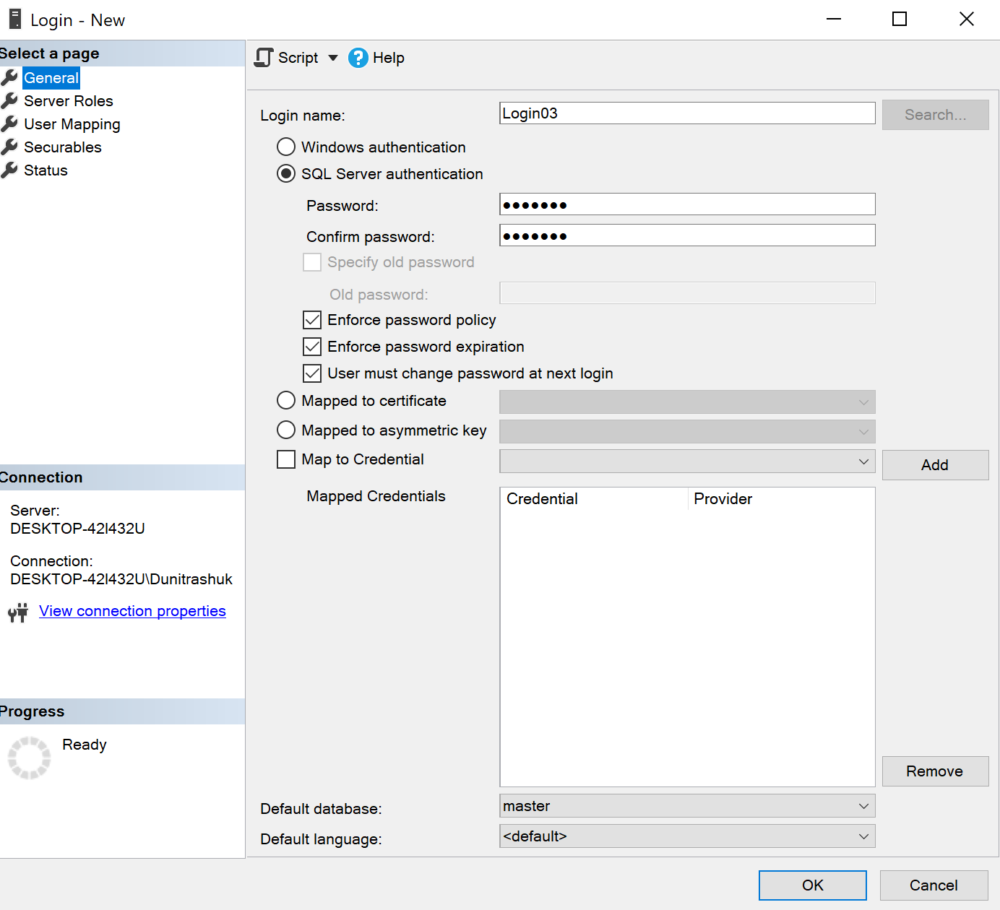 Login - New
Select a page
General
Server Roles
User Mapping
Securables
Status
Connection
Server:
DESKTOP-42I432U
Connection:
DESKTOP-42I432U\Dunitrashuk
View connection properties
Progress
Ready
Script
? Help
Login name:
Login03
Search...
Windows authentication
SQL Server authentication
Password:
●●●●●●●
Confirm password:
●●●●●●●
Specify old password
Old password:
Enforce password policy
Enforce password expiration
User must change password at next login
Mapped to certificate
Mapped to asymmetric key
Map to Credential
Add
Mapped Credentials
Credential
Provider
Remove
Default database:
master
Default language:
<default>
OK
Cancel